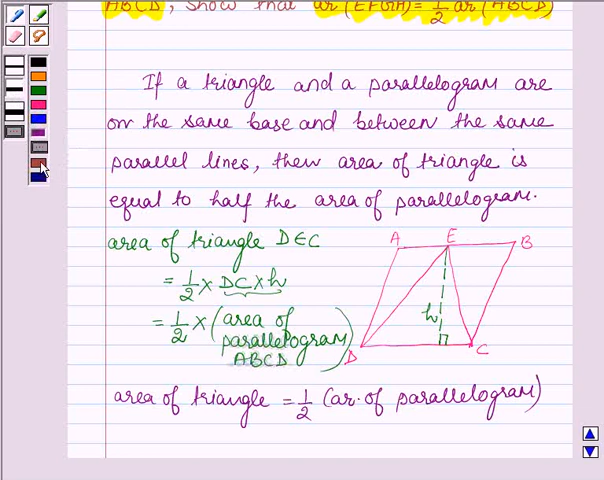 ABCD, show that ar(EFGH) = 1/2 ar(ABCD)
If a triangle and a parallelogram are
on the same base and between the same
parallel lines, then area of triangle is
equal to half the area of parallelogram.
area of triangle DEC
= 1/2 × DC × h
= 1/2 × (area of
parallelogram
ABCD)
A E B
h
D C
area of triangle = 1/2 (ar. of parallelogram)